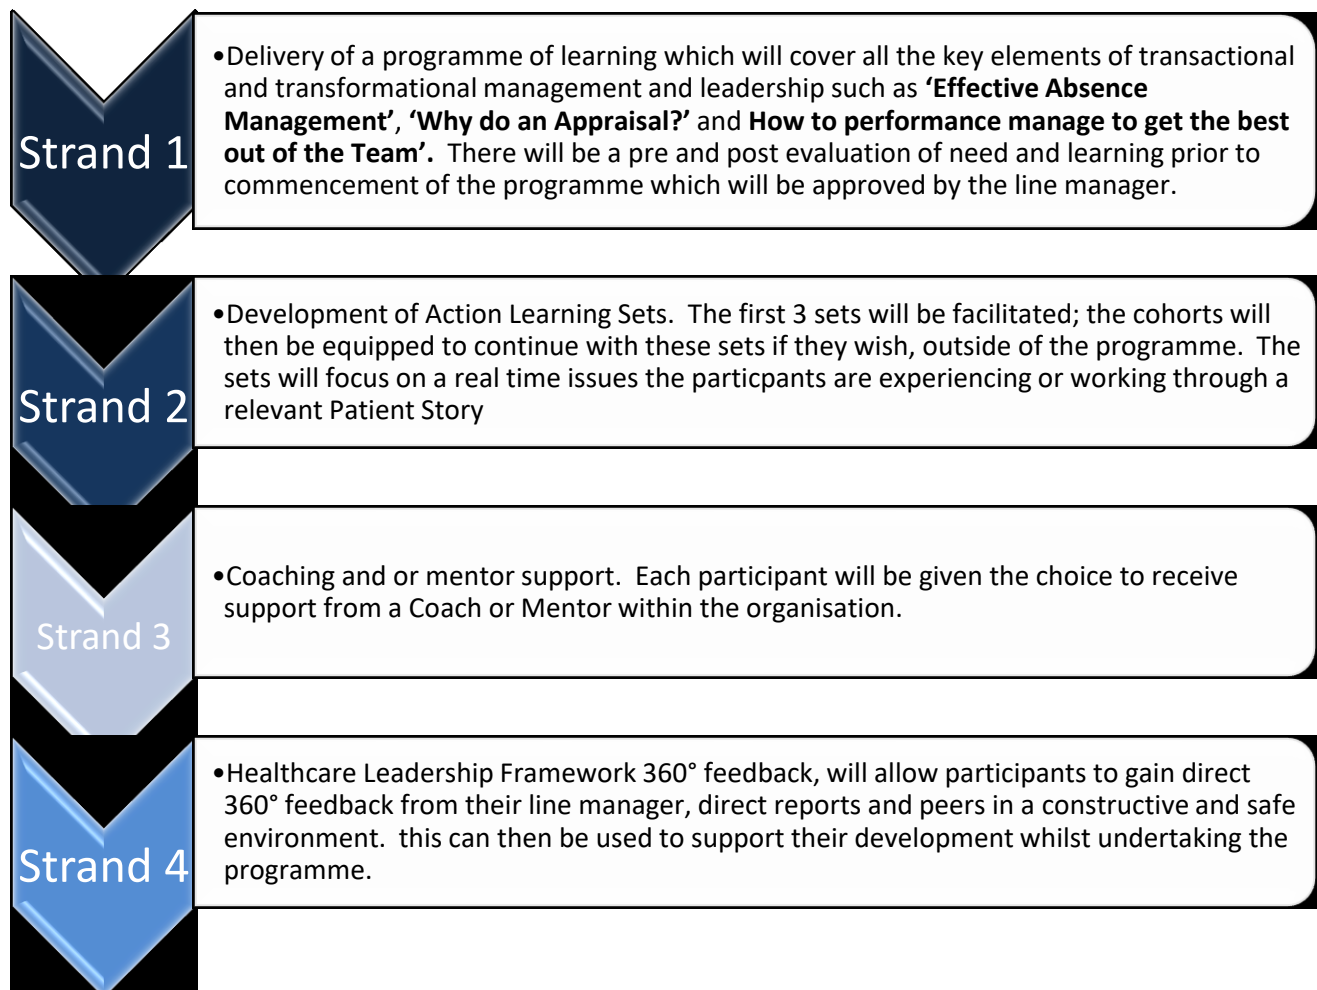 Strand 1
•Delivery of a programme of learning which will cover all the key elements of transactional
and transformational management and leadership such as ‘Effective Absence
Management’, ‘Why do an Appraisal?’ and How to performance manage to get the best
out of the Team’.  There will be a pre and post evaluation of need and learning prior to
commencement of the programme which will be approved by the line manager.
Strand 2
•Development of Action Learning Sets.  The first 3 sets will be facilitated; the cohorts will
then be equipped to continue with these sets if they wish, outside of the programme.  The
sets will focus on a real time issues the particpants are experiencing or working through a
relevant Patient Story
Strand 3
•Coaching and or mentor support.  Each participant will be given the choice to receive
support from a Coach or Mentor within the organisation.
Strand 4
•Healthcare Leadership Framework 360° feedback, will allow participants to gain direct
360° feedback from their line manager, direct reports and peers in a constructive and safe
environment.  this can then be used to support their development whilst undertaking the
programme.